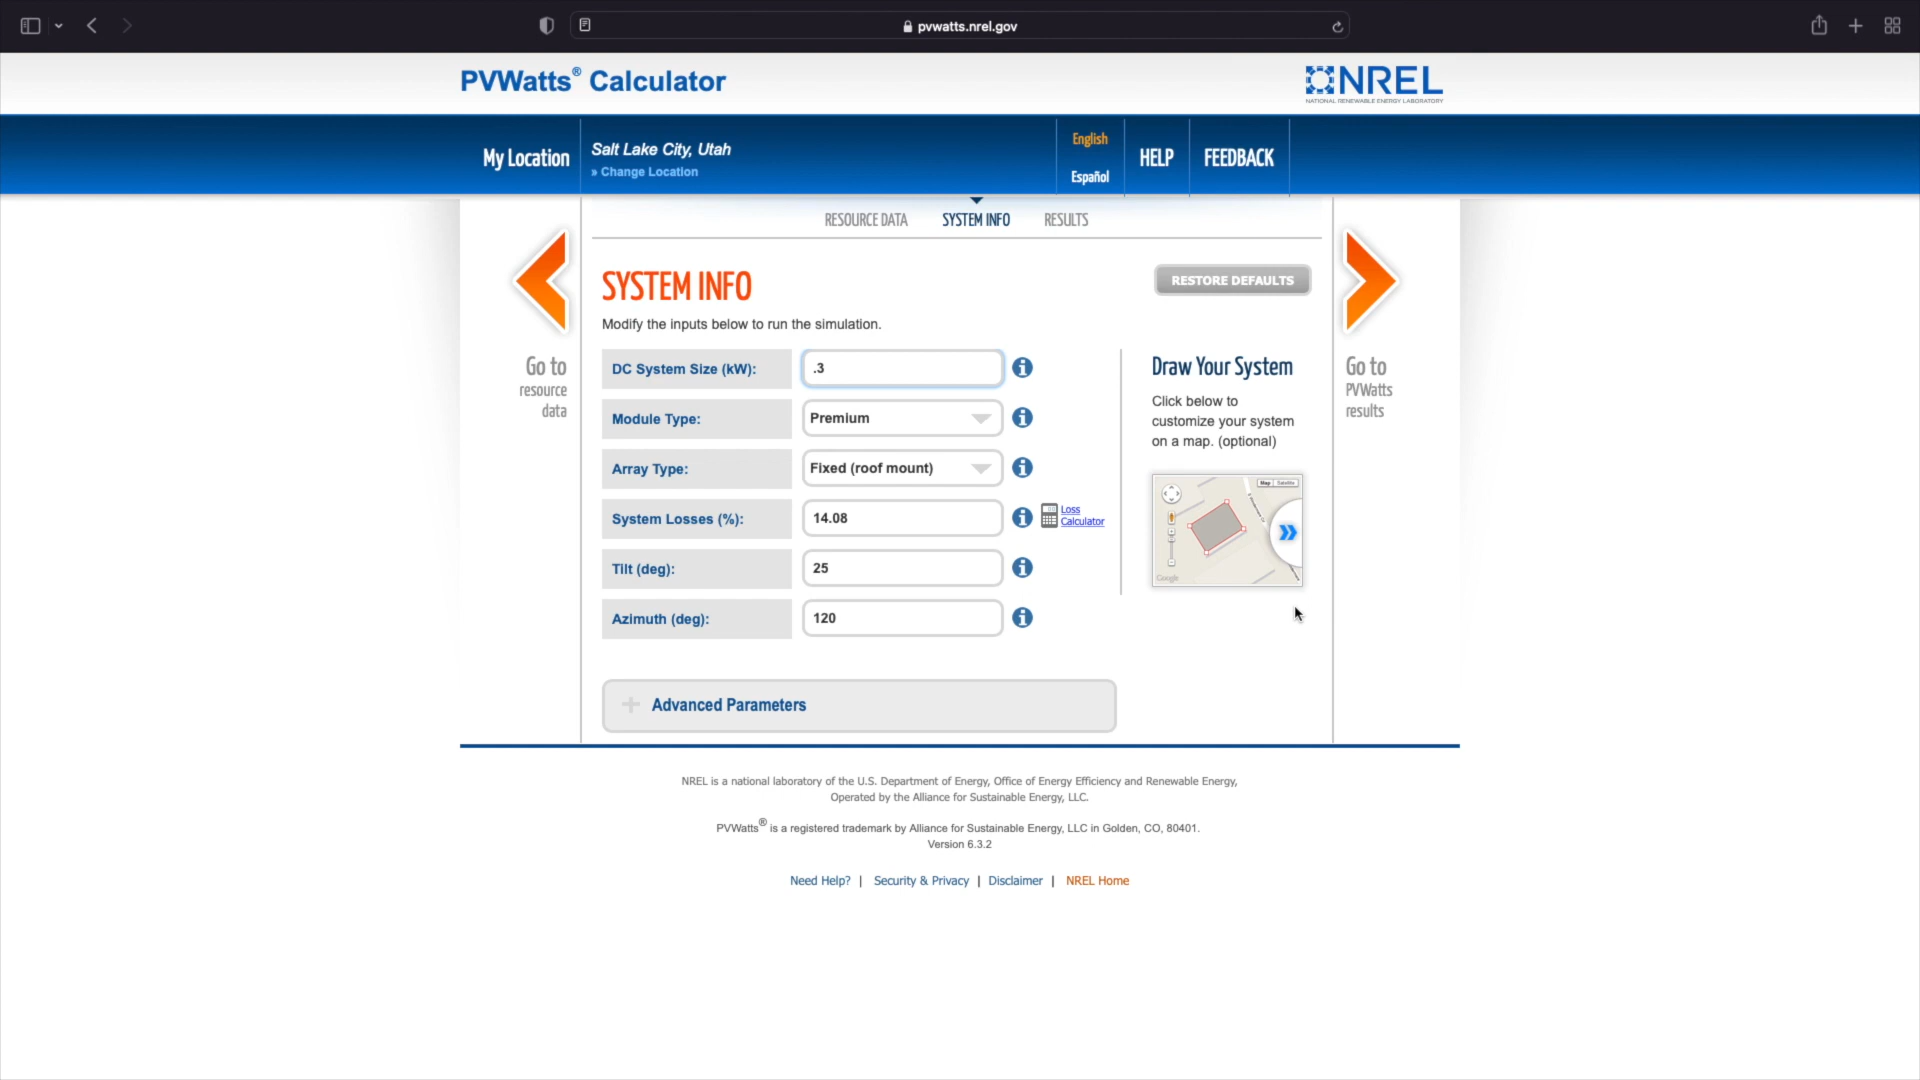 pvwatts.nrel.gov
PVWatts® Calculator
NREL
NATIONAL RENEWABLE ENERGY LABORATORY
My Location
Salt Lake City, Utah
» Change Location
English
Español
HELP
FEEDBACK
RESOURCE DATA
SYSTEM INFO
RESULTS
SYSTEM INFO
RESTORE DEFAULTS
Modify the inputs below to run the simulation.
Go to
resource
data
DC System Size (kW):
.3
Module Type:
Premium
Array Type:
Fixed (roof mount)
System Losses (%):
14.08
Loss
Calculator
Tilt (deg):
25
Azimuth (deg):
120
Draw Your System
Click below to
customize your system
on a map. (optional)
Map
Satellite
Google
Go to
PVWatts
results
Advanced Parameters
NREL is a national laboratory of the U.S. Department of Energy, Office of Energy Efficiency and Renewable Energy,
Operated by the Alliance for Sustainable Energy, LLC.
PVWatts® is a registered trademark by Alliance for Sustainable Energy, LLC in Golden, CO, 80401.
Version 6.3.2
Need Help? | Security & Privacy | Disclaimer | NREL Home